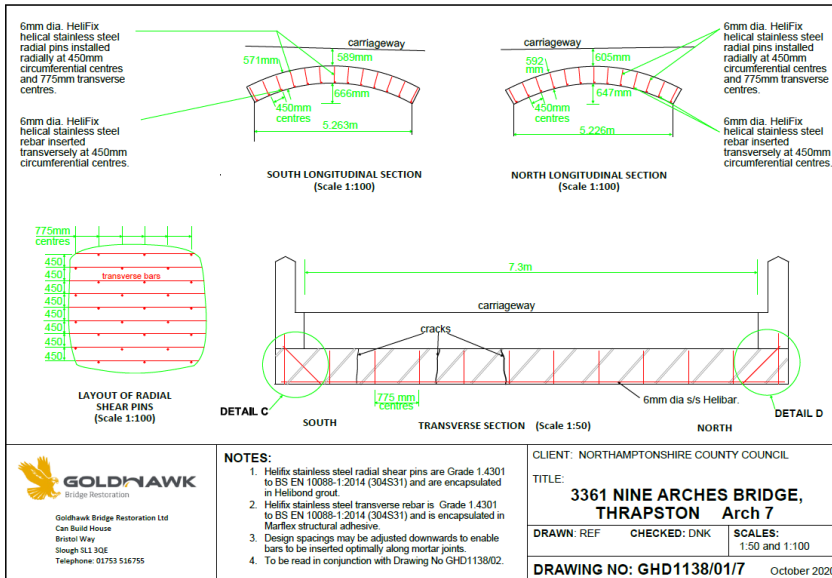 6mm dia. HeliFix
helical stainless steel
radial pins installed
radially at 450mm
circumferential centres
and 775mm transverse
centres.
6mm dia. HeliFix
helical stainless steel
rebar inserted
transversely at 450mm
circumferential centres.
carriageway
571mm
589mm
666mm
450mm
centres
5.263m
SOUTH LONGITUDINAL SECTION
(Scale 1:100)
carriageway
592
mm
605mm
647mm
450mm
centres
5.226m
NORTH LONGITUDINAL SECTION
(Scale 1:100)
6mm dia. HeliFix
helical stainless steel
radial pins installed
radially at 450mm
circumferential centres
and 775mm transverse
centres.
6mm dia. HeliFix
helical stainless steel
rebar inserted
transversely at 450mm
circumferential centres.
775mm
centres
450
450
450
450
450
450
450
450
transverse bars
LAYOUT OF RADIAL
SHEAR PINS
(Scale 1:100)
7.3m
carriageway
cracks
775 mm
centres
6mm dia s/s Helibar.
DETAIL C
SOUTH
TRANSVERSE SECTION (Scale 1:50)
NORTH
DETAIL D
GOLDHAWK
Bridge Restoration
Goldhawk Bridge Restoration Ltd
Can Build House
Bristol Way
Slough SL1 3QE
Telephone: 01753 516755
NOTES:
1. Helifix stainless steel radial shear pins are Grade 1.4301
to BS EN 10088-1:2014 (304S31) and are encapsulated
in Helibond grout.
2. Helifix stainless steel transverse rebar is Grade 1.4301
to BS EN 10088-1:2014 (304S31) and is encapsulated in
Marflex structural adhesive.
3. Design spacings may be adjusted downwards to enable
bars to be inserted optimally along mortar joints.
4. To be read in conjunction with Drawing No GHD1138/02.
CLIENT: NORTHAMPTONSHIRE COUNTY COUNCIL
TITLE:
3361 NINE ARCHES BRIDGE,
THRAPSTON Arch 7
DRAWN: REF
CHECKED: DNK
SCALES:
1:50 and 1:100
DRAWING NO: GHD1138/01/7
October 2020